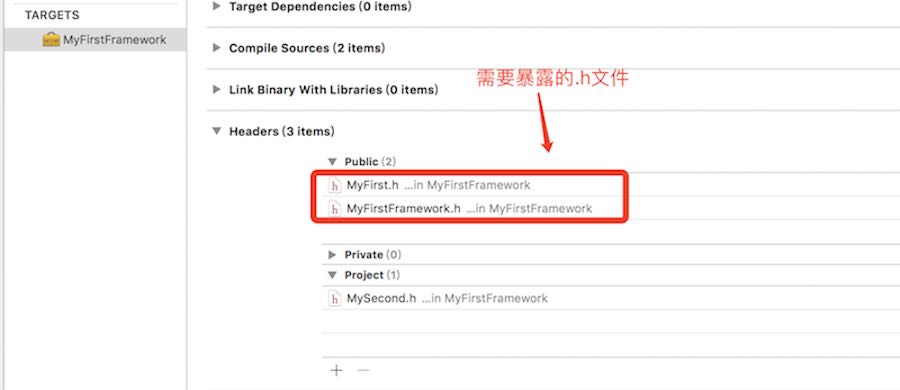 TARGETS
MyFirstFramework
Target Dependencies (0 items)
Compile Sources (2 items)
Link Binary With Libraries (0 items)
需要暴露的.h文件
Headers (3 items)
Public (2)
h MyFirst.h ...in MyFirstFramework
h MyFirstFramework.h ...in MyFirstFramework
Private (0)
Project (1)
h MySecond.h ...in MyFirstFramework